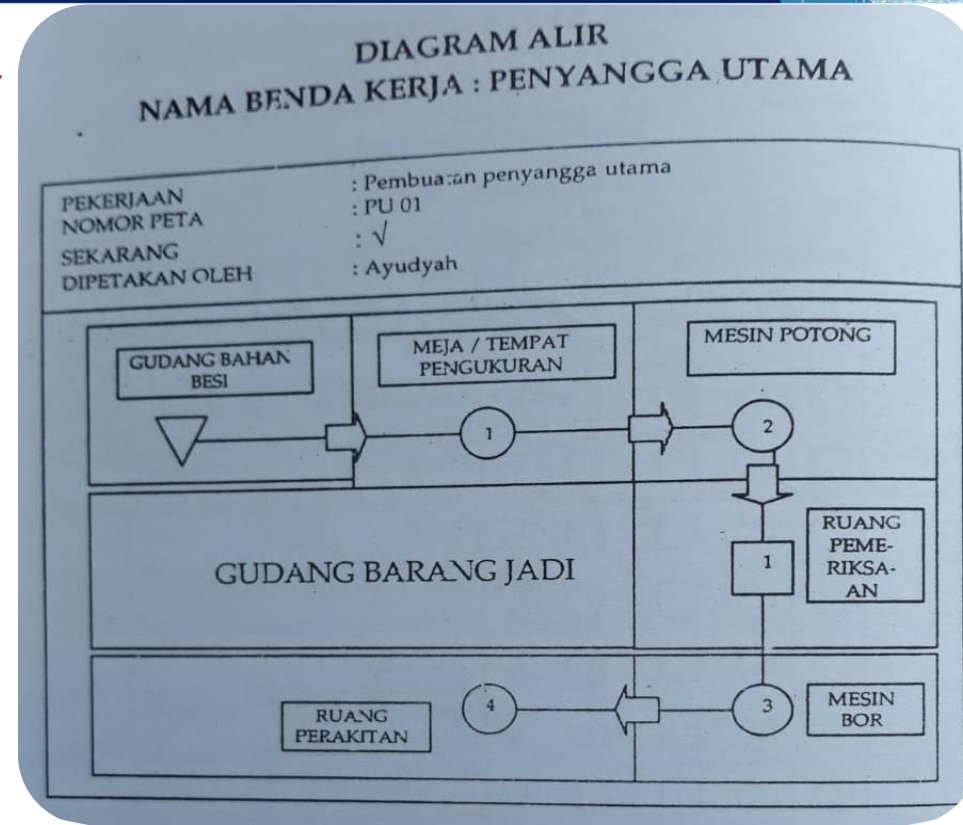 DIAGRAM ALIR
NAMA BENDA KERJA : PENYANGGA UTAMA
PEKERJAAN : Pembuatan penyangga utama
NOMOR PETA : PU 01
SEKARANG : √
DIPETAKAN OLEH : Ayudyah
GUDANG BAHAN
BESI
MEJA / TEMPAT
PENGUKURAN
MESIN POTONG
1
2
GUDANG BARANG JADI
1
RUANG
PEME-
RIKSA-
AN
RUANG
PERAKITAN
4
3
MESIN
BOR